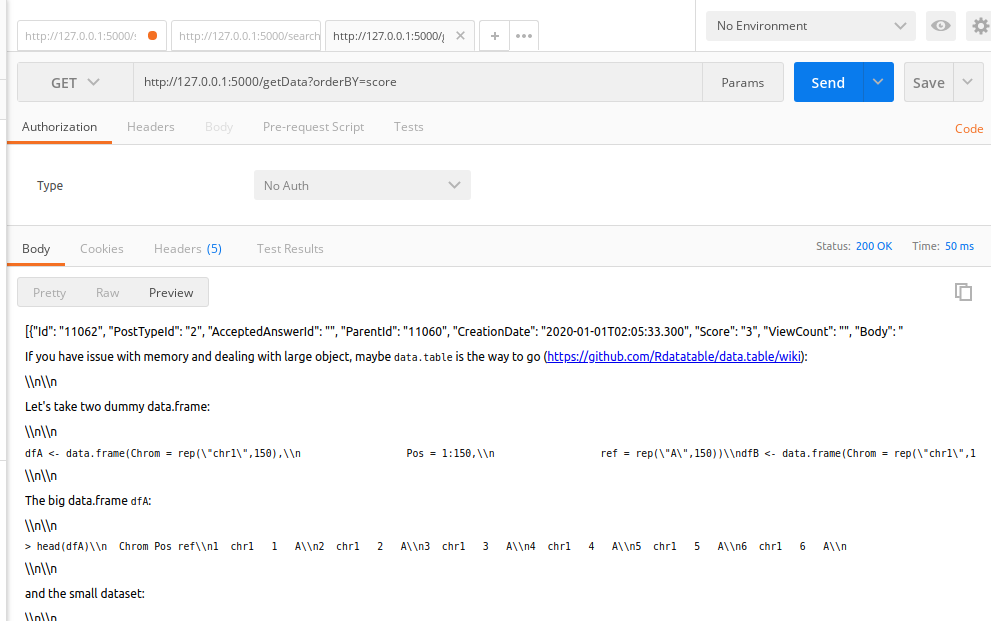 http://127.0.0.1:5000/s
http://127.0.0.1:5000/search
http://127.0.0.1:5000/g
No Environment
GET
http://127.0.0.1:5000/getData?orderBY=score
Params
Send
Save
Authorization Headers Body Pre-request Script Tests
Code
Type
No Auth
Body Cookies Headers (5) Test Results
Status: 200 OK Time: 50 ms
Pretty Raw Preview
[{"Id": "11062", "PostTypeId": "2", "AcceptedAnswerId": "", "ParentId": "11060", "CreationDate": "2020-01-01T02:05:33.300", "Score": "3", "ViewCount": "", "Body": "
If you have issue with memory and dealing with large object, maybe data.table is the way to go (https://github.com/Rdatatable/data.table/wiki):
\\n\\n
Let's take two dummy data.frame:
\\n\\n
dfA <- data.frame(Chrom = rep(\"chr1\",150),\\n                  Pos = 1:150,\\n                  ref = rep(\"A\",150))\\ndfB <- data.frame(Chrom = rep(\"chr1\",1
\\n\\n
The big data.frame dfA:
\\n\\n
> head(dfA)\\n  Chrom Pos ref\\n1  chr1   1   A\\n2  chr1   2   A\\n3  chr1   3   A\\n4  chr1   4   A\\n5  chr1   5   A\\n6  chr1   6   A\\n
\\n\\n
and the small dataset:
\\n\\n